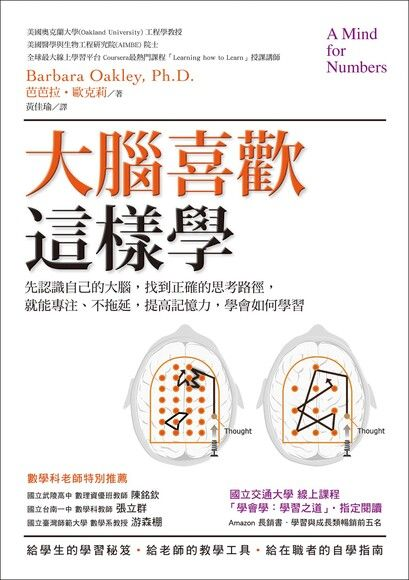 美國奧克蘭大學(Oakland University) 工程學教授
美國醫學與生物工程研究院(AIMBE) 院士
全球最大線上學習平台 Coursera最熱門課程「Learning how to Learn」授課講師
Barbara Oakley, Ph.D.
芭芭拉・歐克莉╱著
黃佳瑜╱譯
A Mind
for
Numbers
大腦喜歡
這樣學
先認識自己的大腦，找到正確的思考路徑，
就能專注、不拖延，提高記憶力，學會如何學習
Thought
Thought
數學科老師特別推薦
國立武陵高中 數理資優班教師 陳銘欽
國立台南一中 數學科教師 張立群
國立臺灣師範大學 數學系教授 游森棚
國立交通大學 線上課程
「學會學：學習之道」・指定閱讀
Amazon 長銷書・學習與成長類暢銷前五名
給學生的學習秘笈・給老師的教學工具・給在職者的自學指南